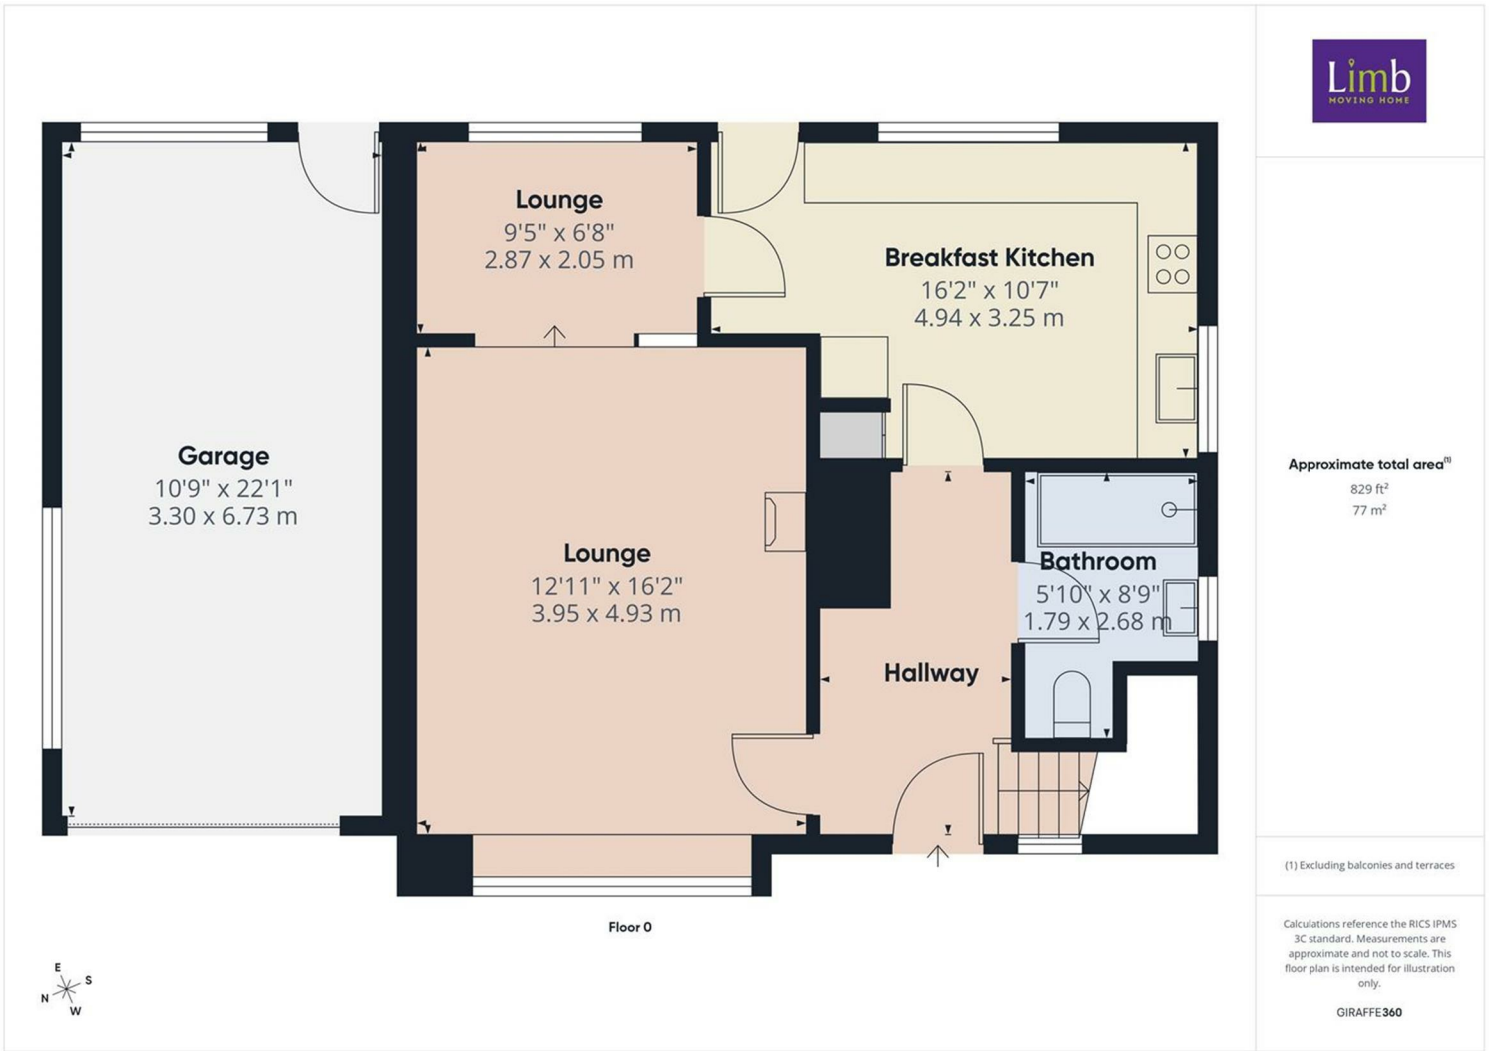 Limb
MOVING HOME
Lounge
9'5" x 6'8"
2.87 x 2.05 m
Breakfast Kitchen
16'2" x 10'7"
4.94 x 3.25 m
Garage
10'9" x 22'1"
3.30 x 6.73 m
Lounge
12'11" x 16'2"
3.95 x 4.93 m
Bathroom
5'10" x 8'9"
1.79 x 2.68 m
Hallway
Floor 0
E
S
N
W
Approximate total area(1)
829 ft²
77 m²
(1) Excluding balconies and terraces
Calculations reference the RICS IPMS
3C standard. Measurements are
approximate and not to scale. This
floor plan is intended for illustration
only.
GIRAFFE360